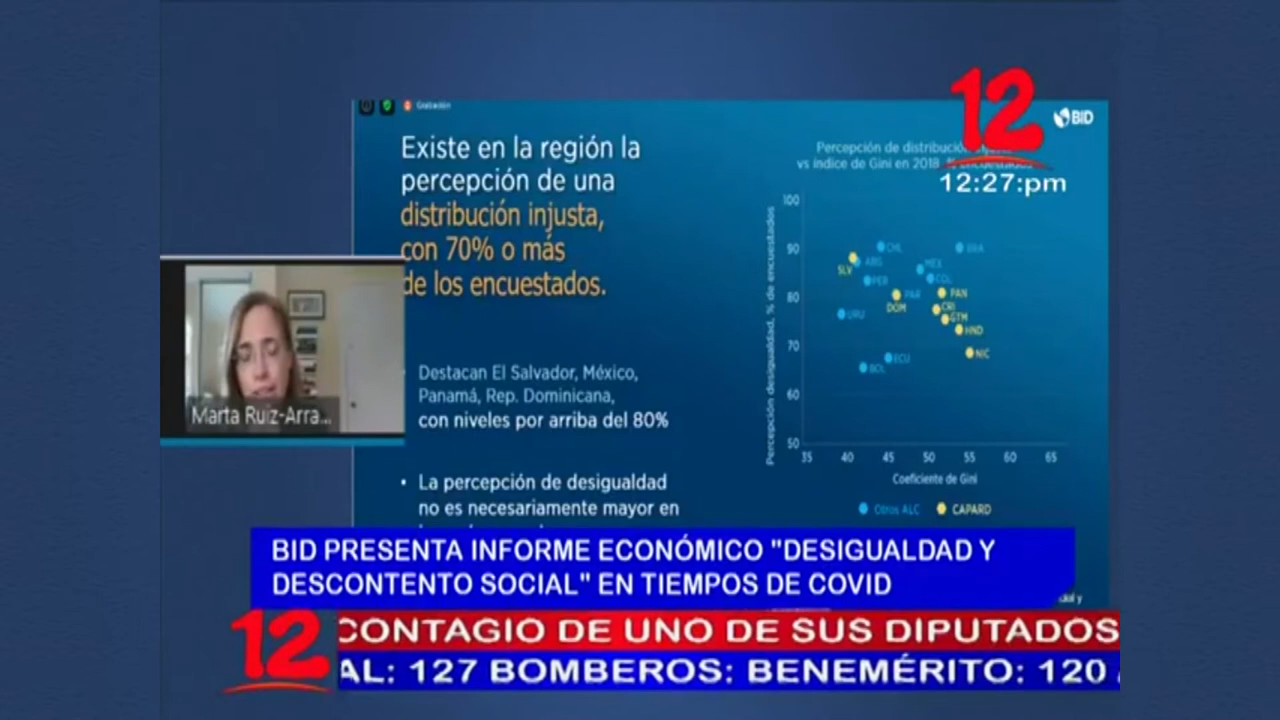 Grabación
BID
12
12:27:pm
Existe en la región la
percepción de una
distribución injusta,
con 70% o más
de los encuestados.
Percepción de
vs índice de Gini en 2018
Destacan El Salvador, México,
Panamá, Rep. Dominicana,
con niveles por arriba del 80%
• La percepción de desigualdad
no es necesariamente mayor en
Percepción desigualdad, % de encuestados
100
90
80
70
60
50
35 40 45 50 55 60 65
CHL
BRA
SLV
ARG
MEX
PER
COL
PAR
PAN
DOM
CRI
URU
GTM
HND
ECU
NIC
BOL
Coeficiente de Gini
Otros ALC
CAPARD
Marta Ruiz-Arra...
BID PRESENTA INFORME ECONÓMICO "DESIGUALDAD Y
DESCONTENTO SOCIAL" EN TIEMPOS DE COVID
12
CONTAGIO DE UNO DE SUS DIPUTADOS
AL: 127 BOMBEROS: BENEMÉRITO: 120